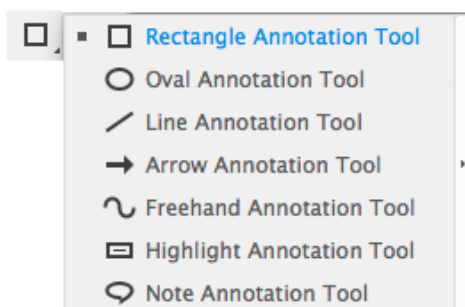 Rectangle Annotation Tool
Oval Annotation Tool
Line Annotation Tool
Arrow Annotation Tool
Freehand Annotation Tool
Highlight Annotation Tool
Note Annotation Tool